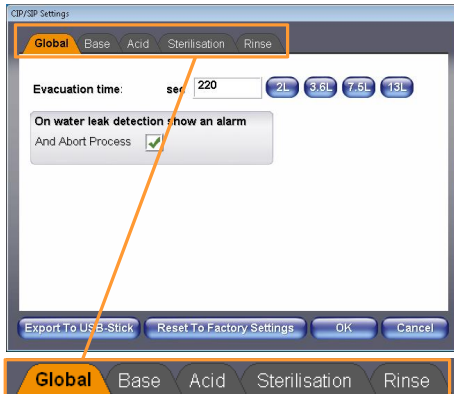 CIP/SIP Settings
Global Base Acid Sterilisation Rinse
Evacuation time: sec 220 2L 3.6L 7.5L 13L
On water leak detection show an alarm
And Abort Process
Export To USB-Stick Reset To Factory Settings OK Cancel
Global Base Acid Sterilisation Rinse